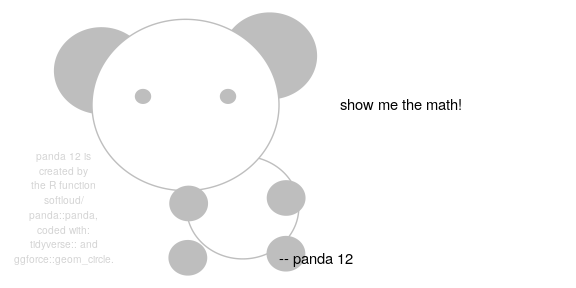 show me the math!
panda 12 is
created by
the R function
softloud/
panda::panda,
coded with:
tidyverse:: and
ggforce::geom_circle.
-- panda 12